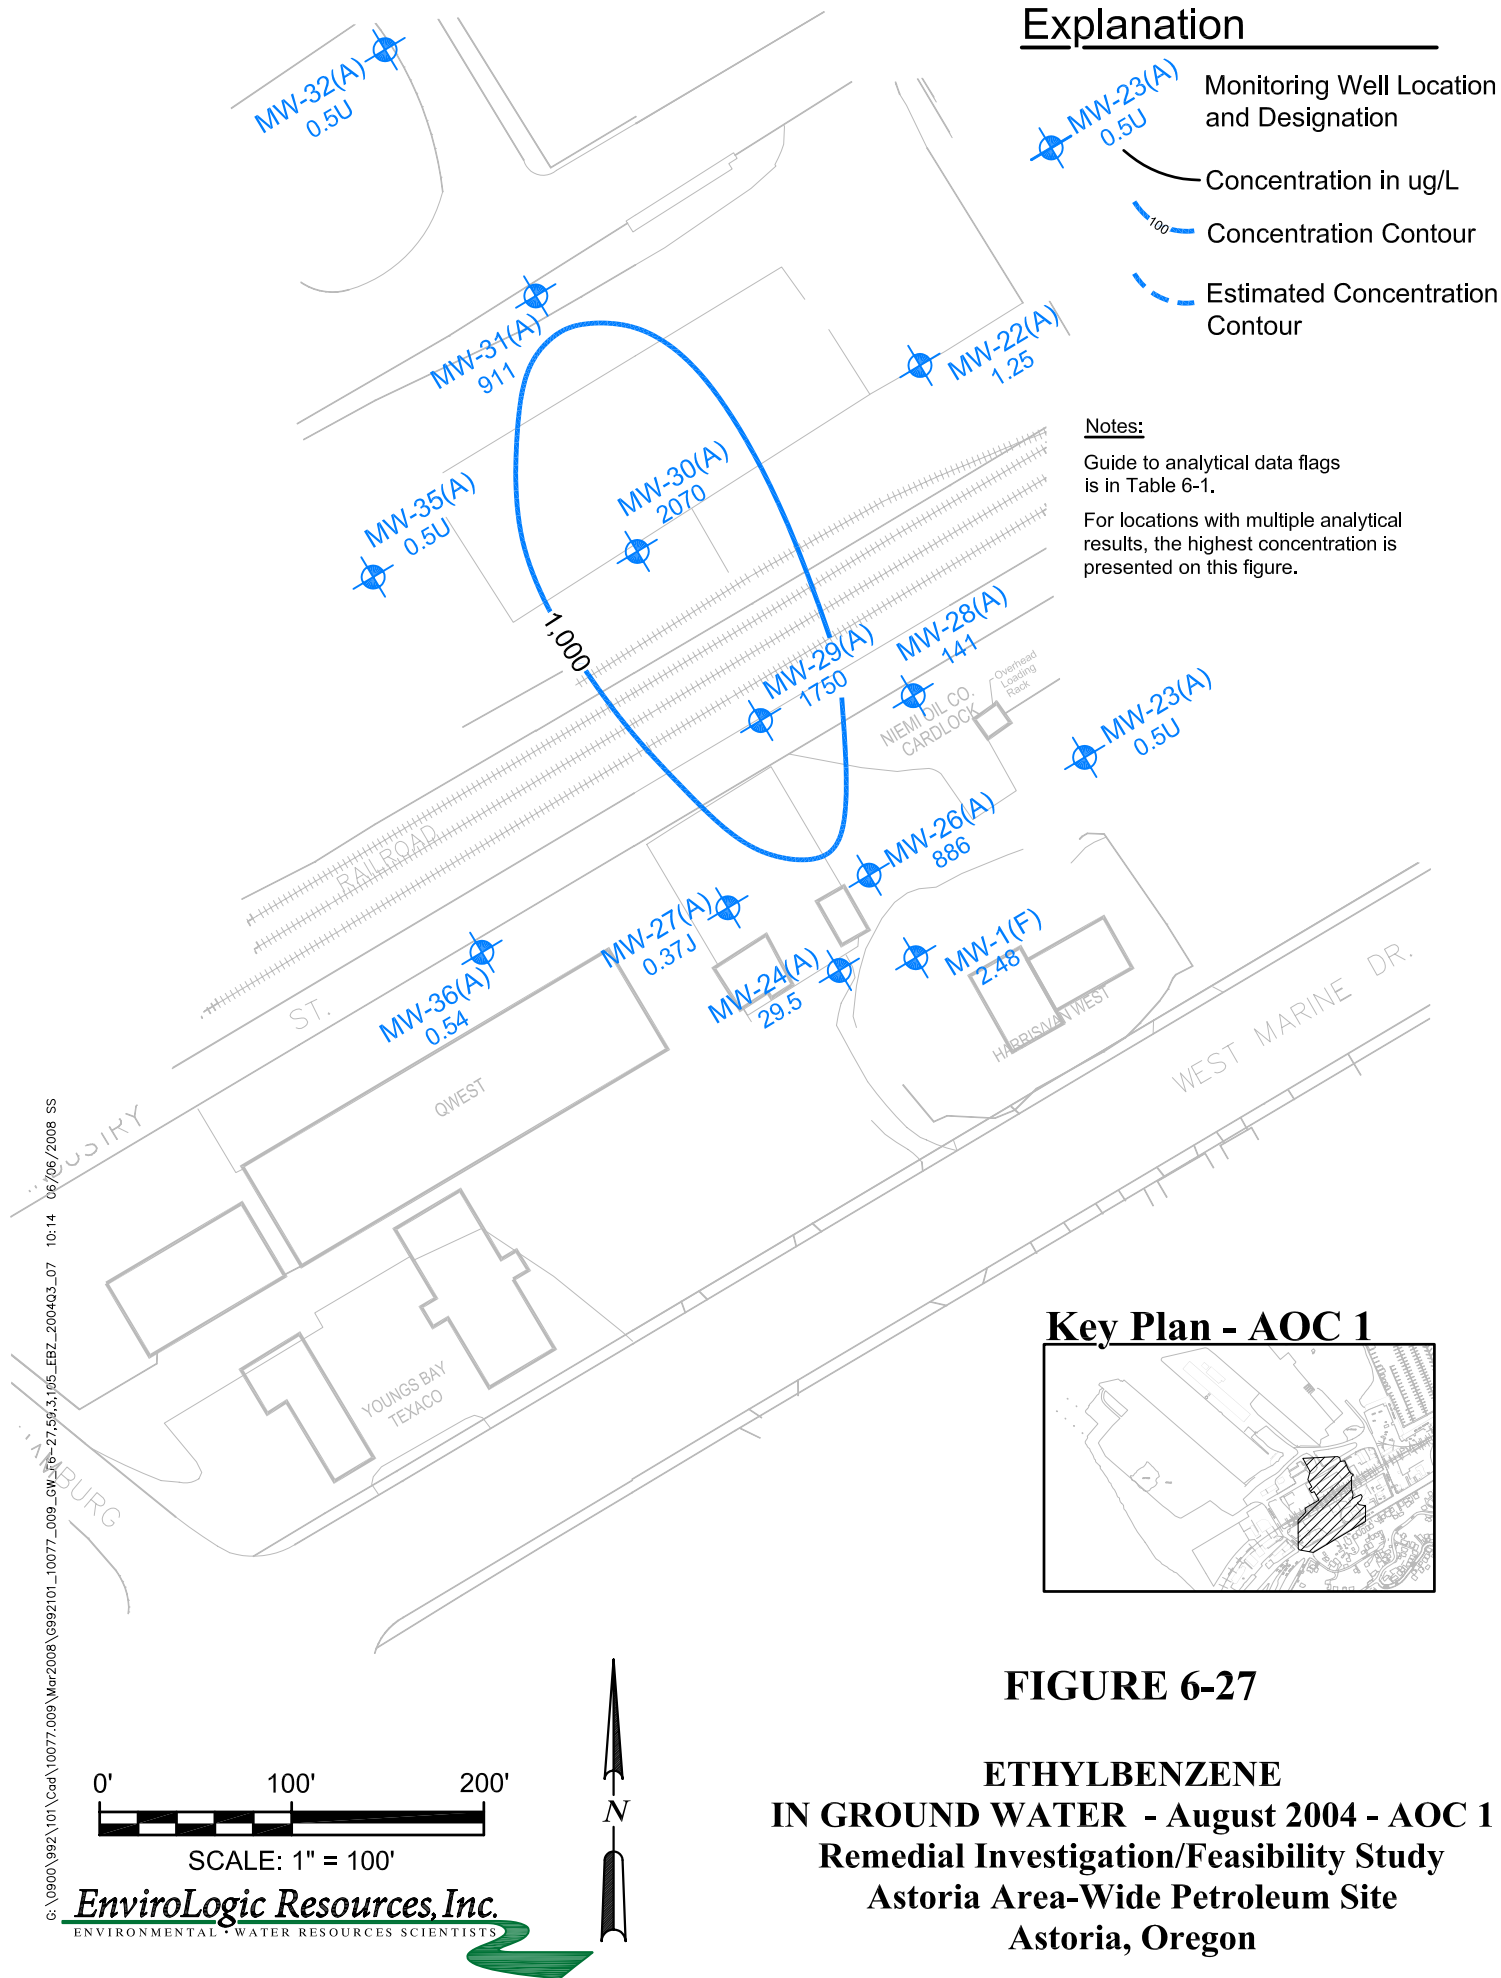 Explanation
MW-23(A)
0.5U
Monitoring Well Location
and Designation
Concentration in ug/L
100
Concentration Contour
Estimated Concentration
Contour
Notes:
Guide to analytical data flags
is in Table 6-1.
For locations with multiple analytical
results, the highest concentration is
presented on this figure.
MW-32(A)
0.5U
MW-31(A)
911
MW-22(A)
1.25
MW-35(A)
0.5U
MW-30(A)
2070
1,000
MW-29(A)
1750
MW-28(A)
141
Overhead
Loading
Rack
NIEMI OIL CO.
CARDLOCK
MW-23(A)
0.5U
MW-26(A)
886
MW-27(A)
0.37J
MW-24(A)
29.5
MW-1(F)
2.48
MW-36(A)
0.54
RAILROAD
ST.
QWEST
HARRIS/VAN WEST
WEST MARINE DR.
YOUNGS BAY
TEXACO
Key Plan - AOC 1
FIGURE 6-27
ETHYLBENZENE
IN GROUND WATER - August 2004 - AOC 1
Remedial Investigation/Feasibility Study
Astoria Area-Wide Petroleum Site
Astoria, Oregon
0' 100' 200'
SCALE: 1" = 100'
N
EnviroLogic Resources, Inc.
ENVIRONMENTAL • WATER RESOURCES SCIENTISTS
10:14 06/06/2008 SS